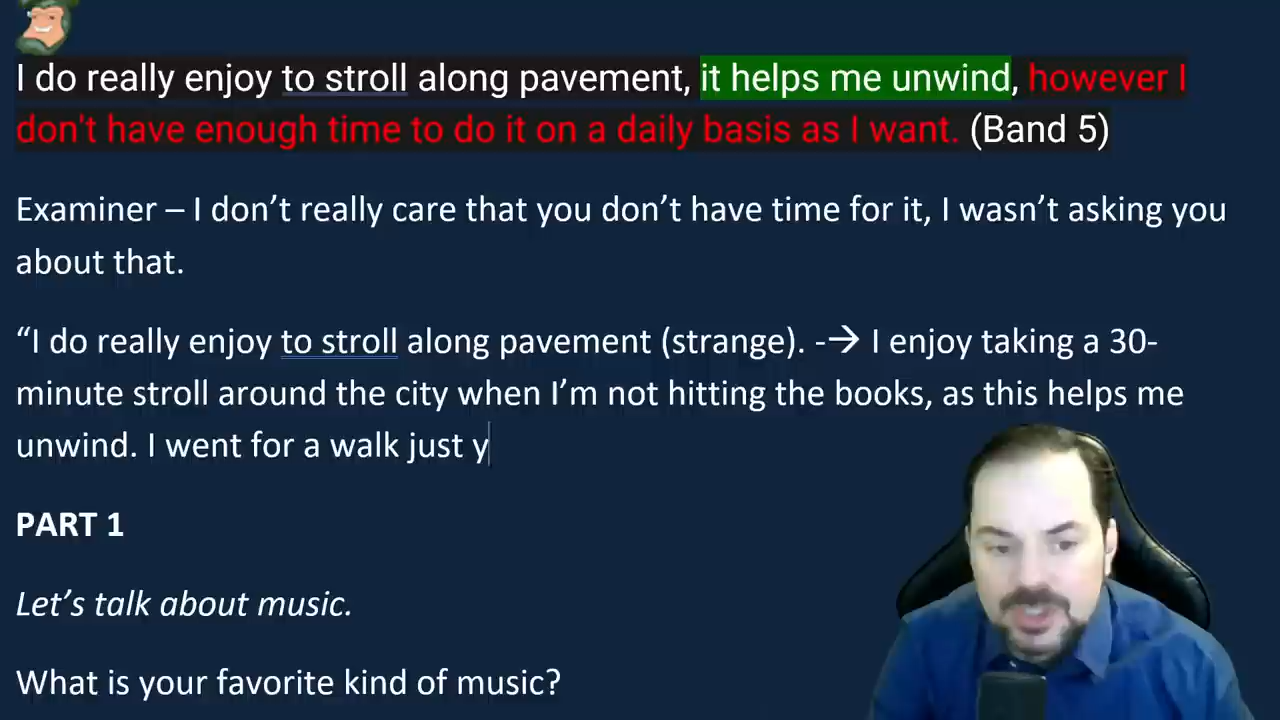 I do really enjoy to stroll along pavement, it helps me unwind, however I
don't have enough time to do it on a daily basis as I want. (Band 5)
Examiner – I don’t really care that you don’t have time for it, I wasn’t asking you
about that.
“I do really enjoy to stroll along pavement (strange). -→ I enjoy taking a 30-
minute stroll around the city when I’m not hitting the books, as this helps me
unwind. I went for a walk just y
PART 1
Let’s talk about music.
What is your favorite kind of music?